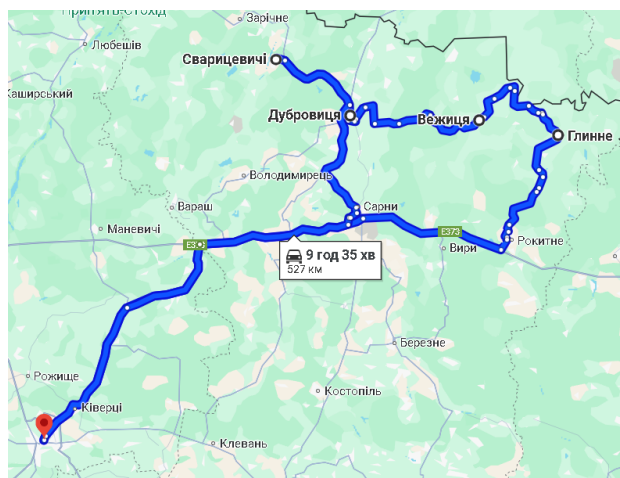 Прип'ять-Стохід
Зарічне
Любешів
Сварицевичі
Каширський
Дубровиця
Вежиця
Глинне
Володимирець
Вараш
Сарни
Маневичі
E373
Рокитне
Вири
9 год 35 хв
527 км
Березне
Рожище
Костопіль
Ківерці
Клевань